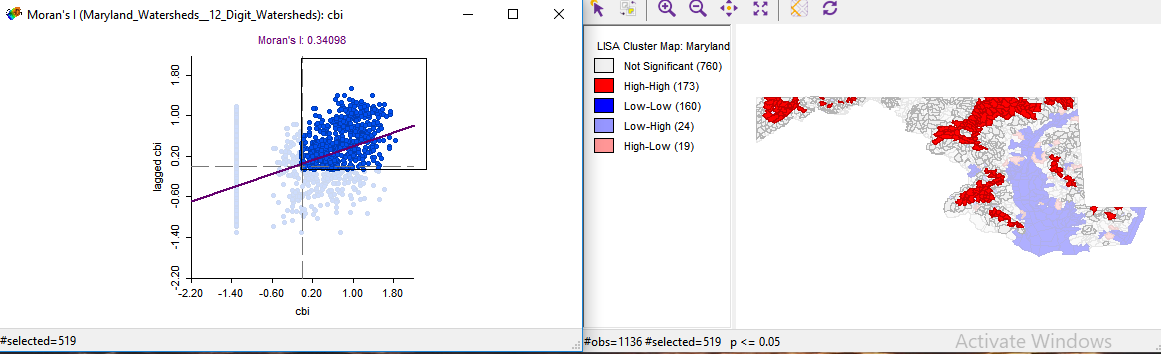 Moran's I (Maryland_Watersheds__12_Digit_Watersheds): cbi
Moran's I: 0.34098
1.80
1.00
0.20
-0.60
-1.40
-2.20
lagged cbi
-2.20 -1.40 -0.60 0.20 1.00 1.80
cbi
#selected=519
LISA Cluster Map: Maryland
Not Significant (760)
High-High (173)
Low-Low (160)
Low-High (24)
High-Low (19)
#obs=1136 #selected=519 p <= 0.05
Activate Windows